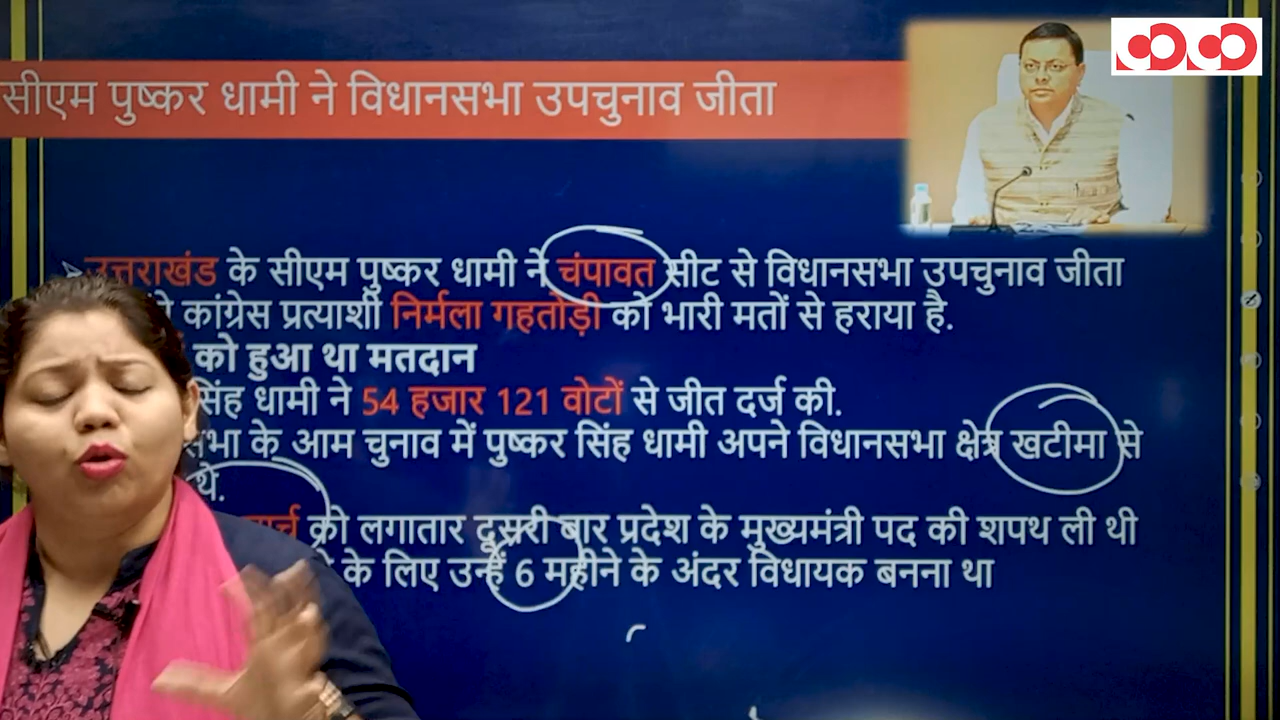 सीएम पुष्कर धामी ने विधानसभा उपचुनाव जीता
उत्तराखंड के सीएम पुष्कर धामी ने चंपावत सीट से विधानसभा उपचुनाव जीता
कांग्रेस प्रत्याशी निर्मला गहतोड़ी को भारी मतों से हराया है.
को हुआ था मतदान
सिंह धामी ने 54 हजार 121 वोटों से जीत दर्ज की.
के आम चुनाव में पुष्कर सिंह धामी अपने विधानसभा क्षेत्र खटीमा से
थे.
मार्च को लगातार दूसरी बार प्रदेश के मुख्यमंत्री पद की शपथ ली थी
के लिए उन्हें 6 महीने के अंदर विधायक बनना था